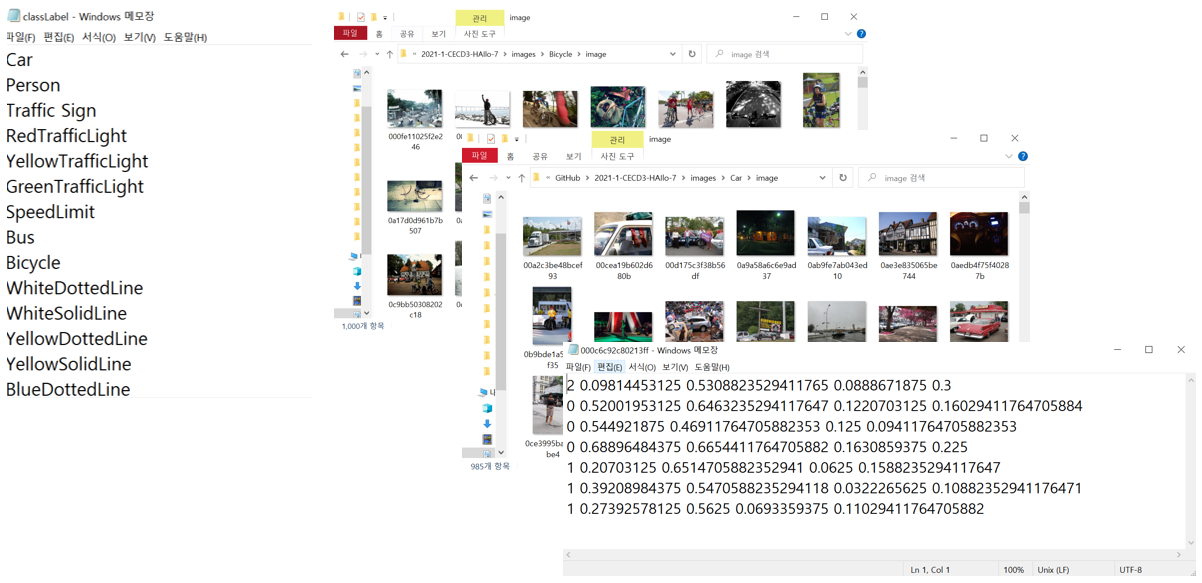 classLabel - Windows 메모장
파일(F) 편집(E) 서식(O) 보기(V) 도움말(H)
Car
Person
Traffic Sign
RedTrafficLight
YellowTrafficLight
GreenTrafficLight
SpeedLimit
Bus
Bicycle
WhiteDottedLine
WhiteSolidLine
YellowDottedLine
YellowSolidLine
BlueDottedLine
관리 image
파일 홈 공유 보기 사진 도구
« 2021-1-CECD3-HAIlo-7 > images > Bicycle > image
image 검색
000fe11025f2e246
0a17d0d961b7b507
0c9bb50308202c18
1,000개 항목
관리 image
파일 홈 공유 보기 사진 도구
« GitHub > 2021-1-CECD3-HAIlo-7 > images > Car > image
image 검색
00a2c3be48bcef93
00cea19b602d680b
00d175c3f38b56df
0a9a58a6c6e9ad37
0ab9fe7ab043ed10
0ae3e835065be744
0aedb4f75f40287b
0b9bde1a5
f35
0ce3995ba
be4
985개 항목
000c6c92c80213ff - Windows 메모장
파일(F) 편집(E) 서식(O) 보기(V) 도움말(H)
2 0.09814453125 0.5308823529411765 0.0888671875 0.3
0 0.52001953125 0.6463235294117647 0.1220703125 0.16029411764705884
0 0.544921875 0.46911764705882353 0.125 0.09411764705882353
0 0.68896484375 0.6654411764705882 0.1630859375 0.225
1 0.20703125 0.6514705882352941 0.0625 0.1588235294117647
1 0.39208984375 0.5470588235294118 0.0322265625 0.10882352941176471
1 0.27392578125 0.5625 0.0693359375 0.11029411764705882
Ln 1, Col 1 100% Unix (LF) UTF-8